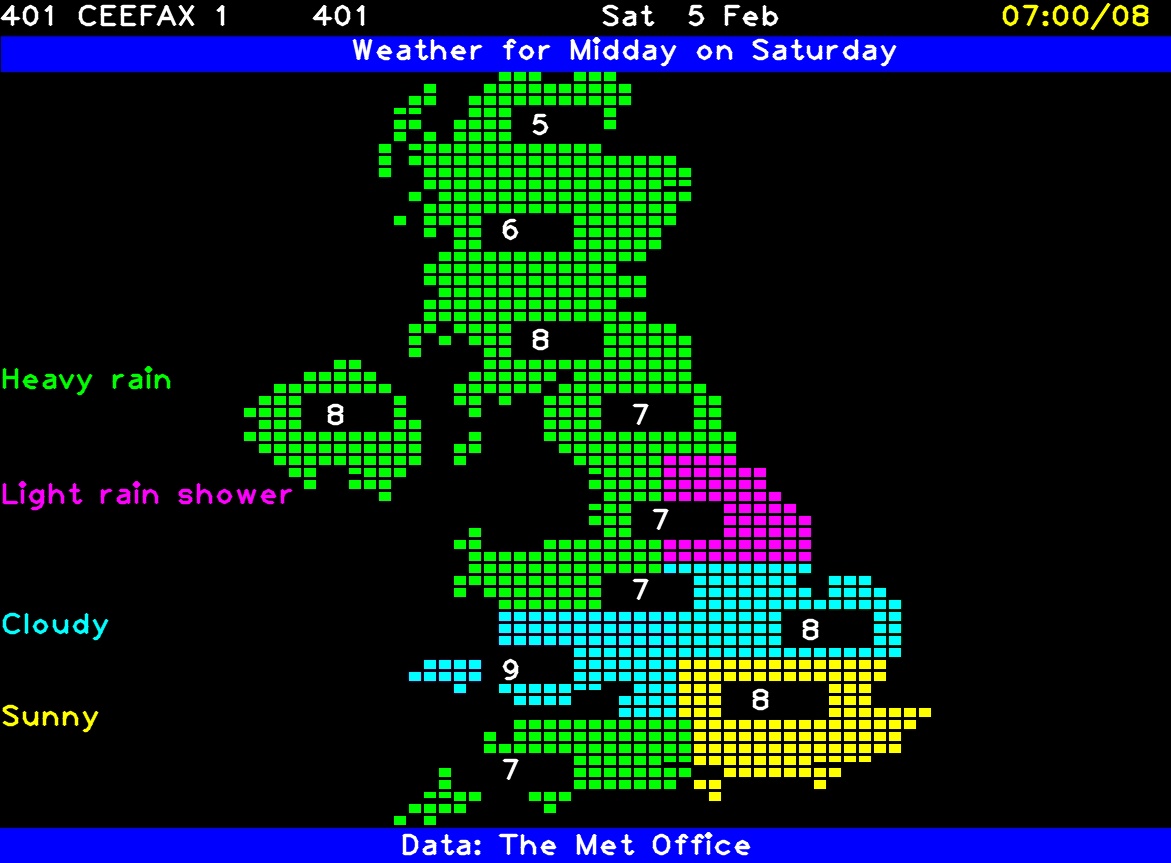 401 CEEFAX 1 401 Sat 5 Feb 07:00/08
Weather for Midday on Saturday
5
6
8
Heavy rain
8 7
Light rain shower
7
7
Cloudy
8
9
8
Sunny
7
Data: The Met Office